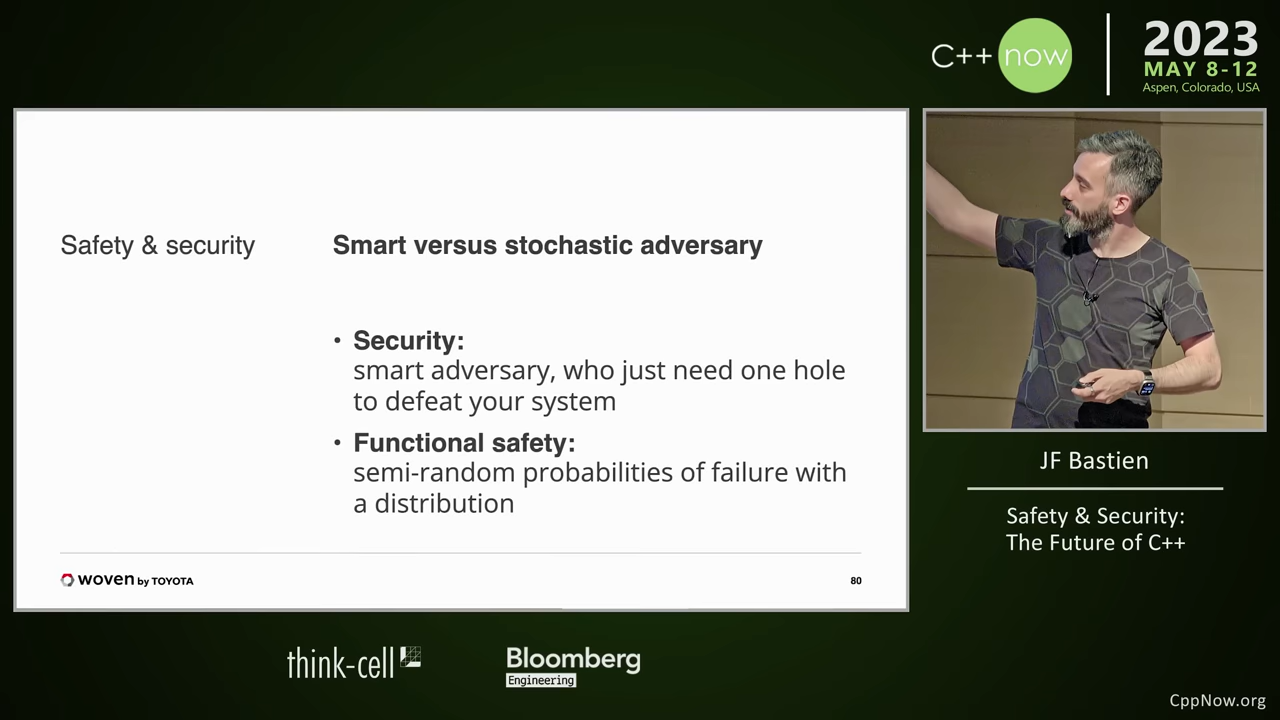 C++ now
2023
MAY 8-12
Aspen, Colorado, USA
Safety & security
Smart versus stochastic adversary
• Security:
smart adversary, who just need one hole
to defeat your system
• Functional safety:
semi-random probabilities of failure with
a distribution
woven by TOYOTA
80
JF Bastien
Safety & Security:
The Future of C++
think-cell
Bloomberg
Engineering
CppNow.org